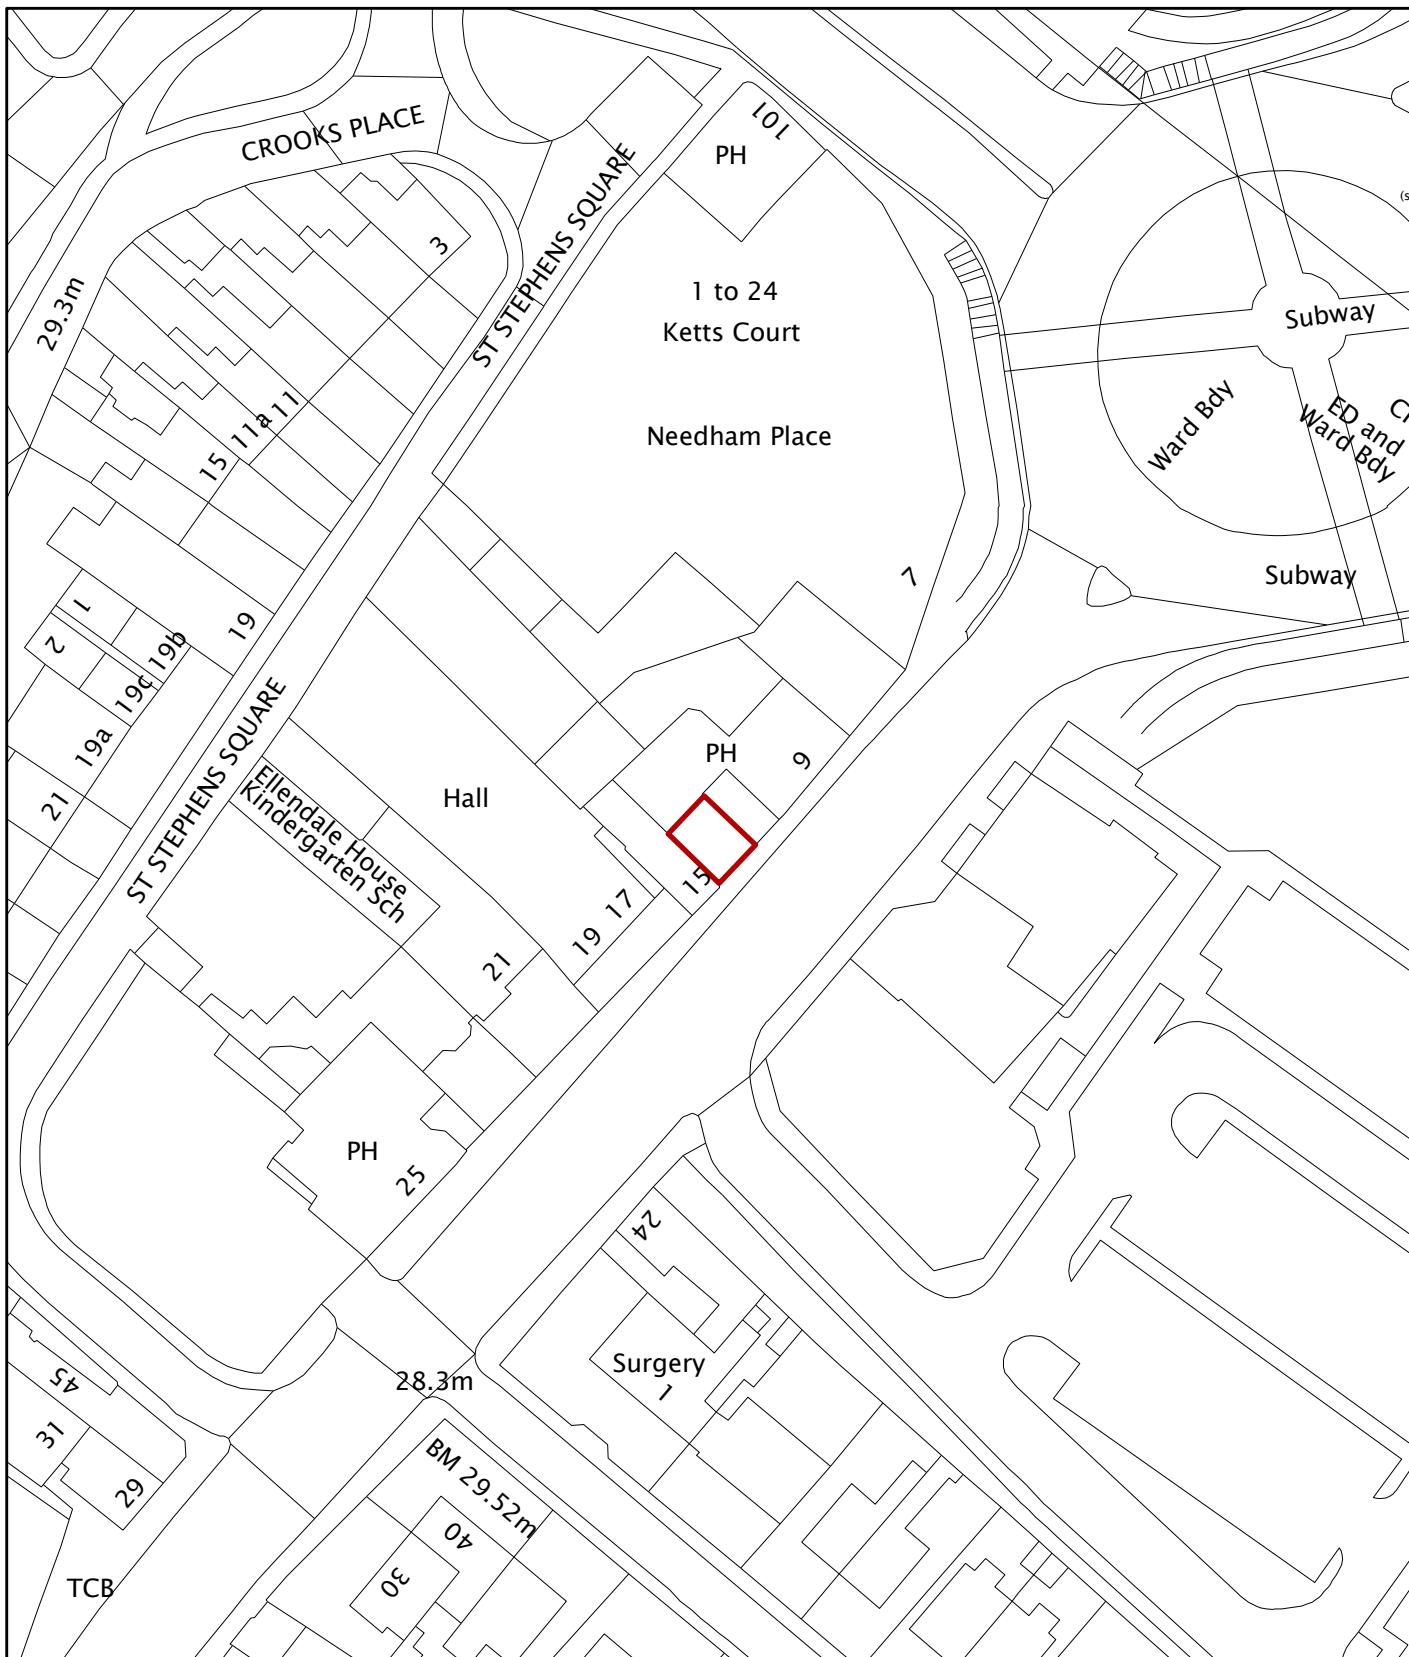 101
CROOKS PLACE
PH
ST STEPHENS SQUARE
3
29.3m
1 to 24
Ketts Court
Subway
Needham Place
Ward Bdy
ED and
Ward Bdy
11
11a
15
7
Subway
1
2
19
19b
19c
19a
21
ST STEPHENS SQUARE
PH
9
Ellendale House
Kindergarten Sch
Hall
15
17
19
21
PH
25
24
Surgery
1
28.3m
45
31
29
BM 29.52m
40
30
TCB